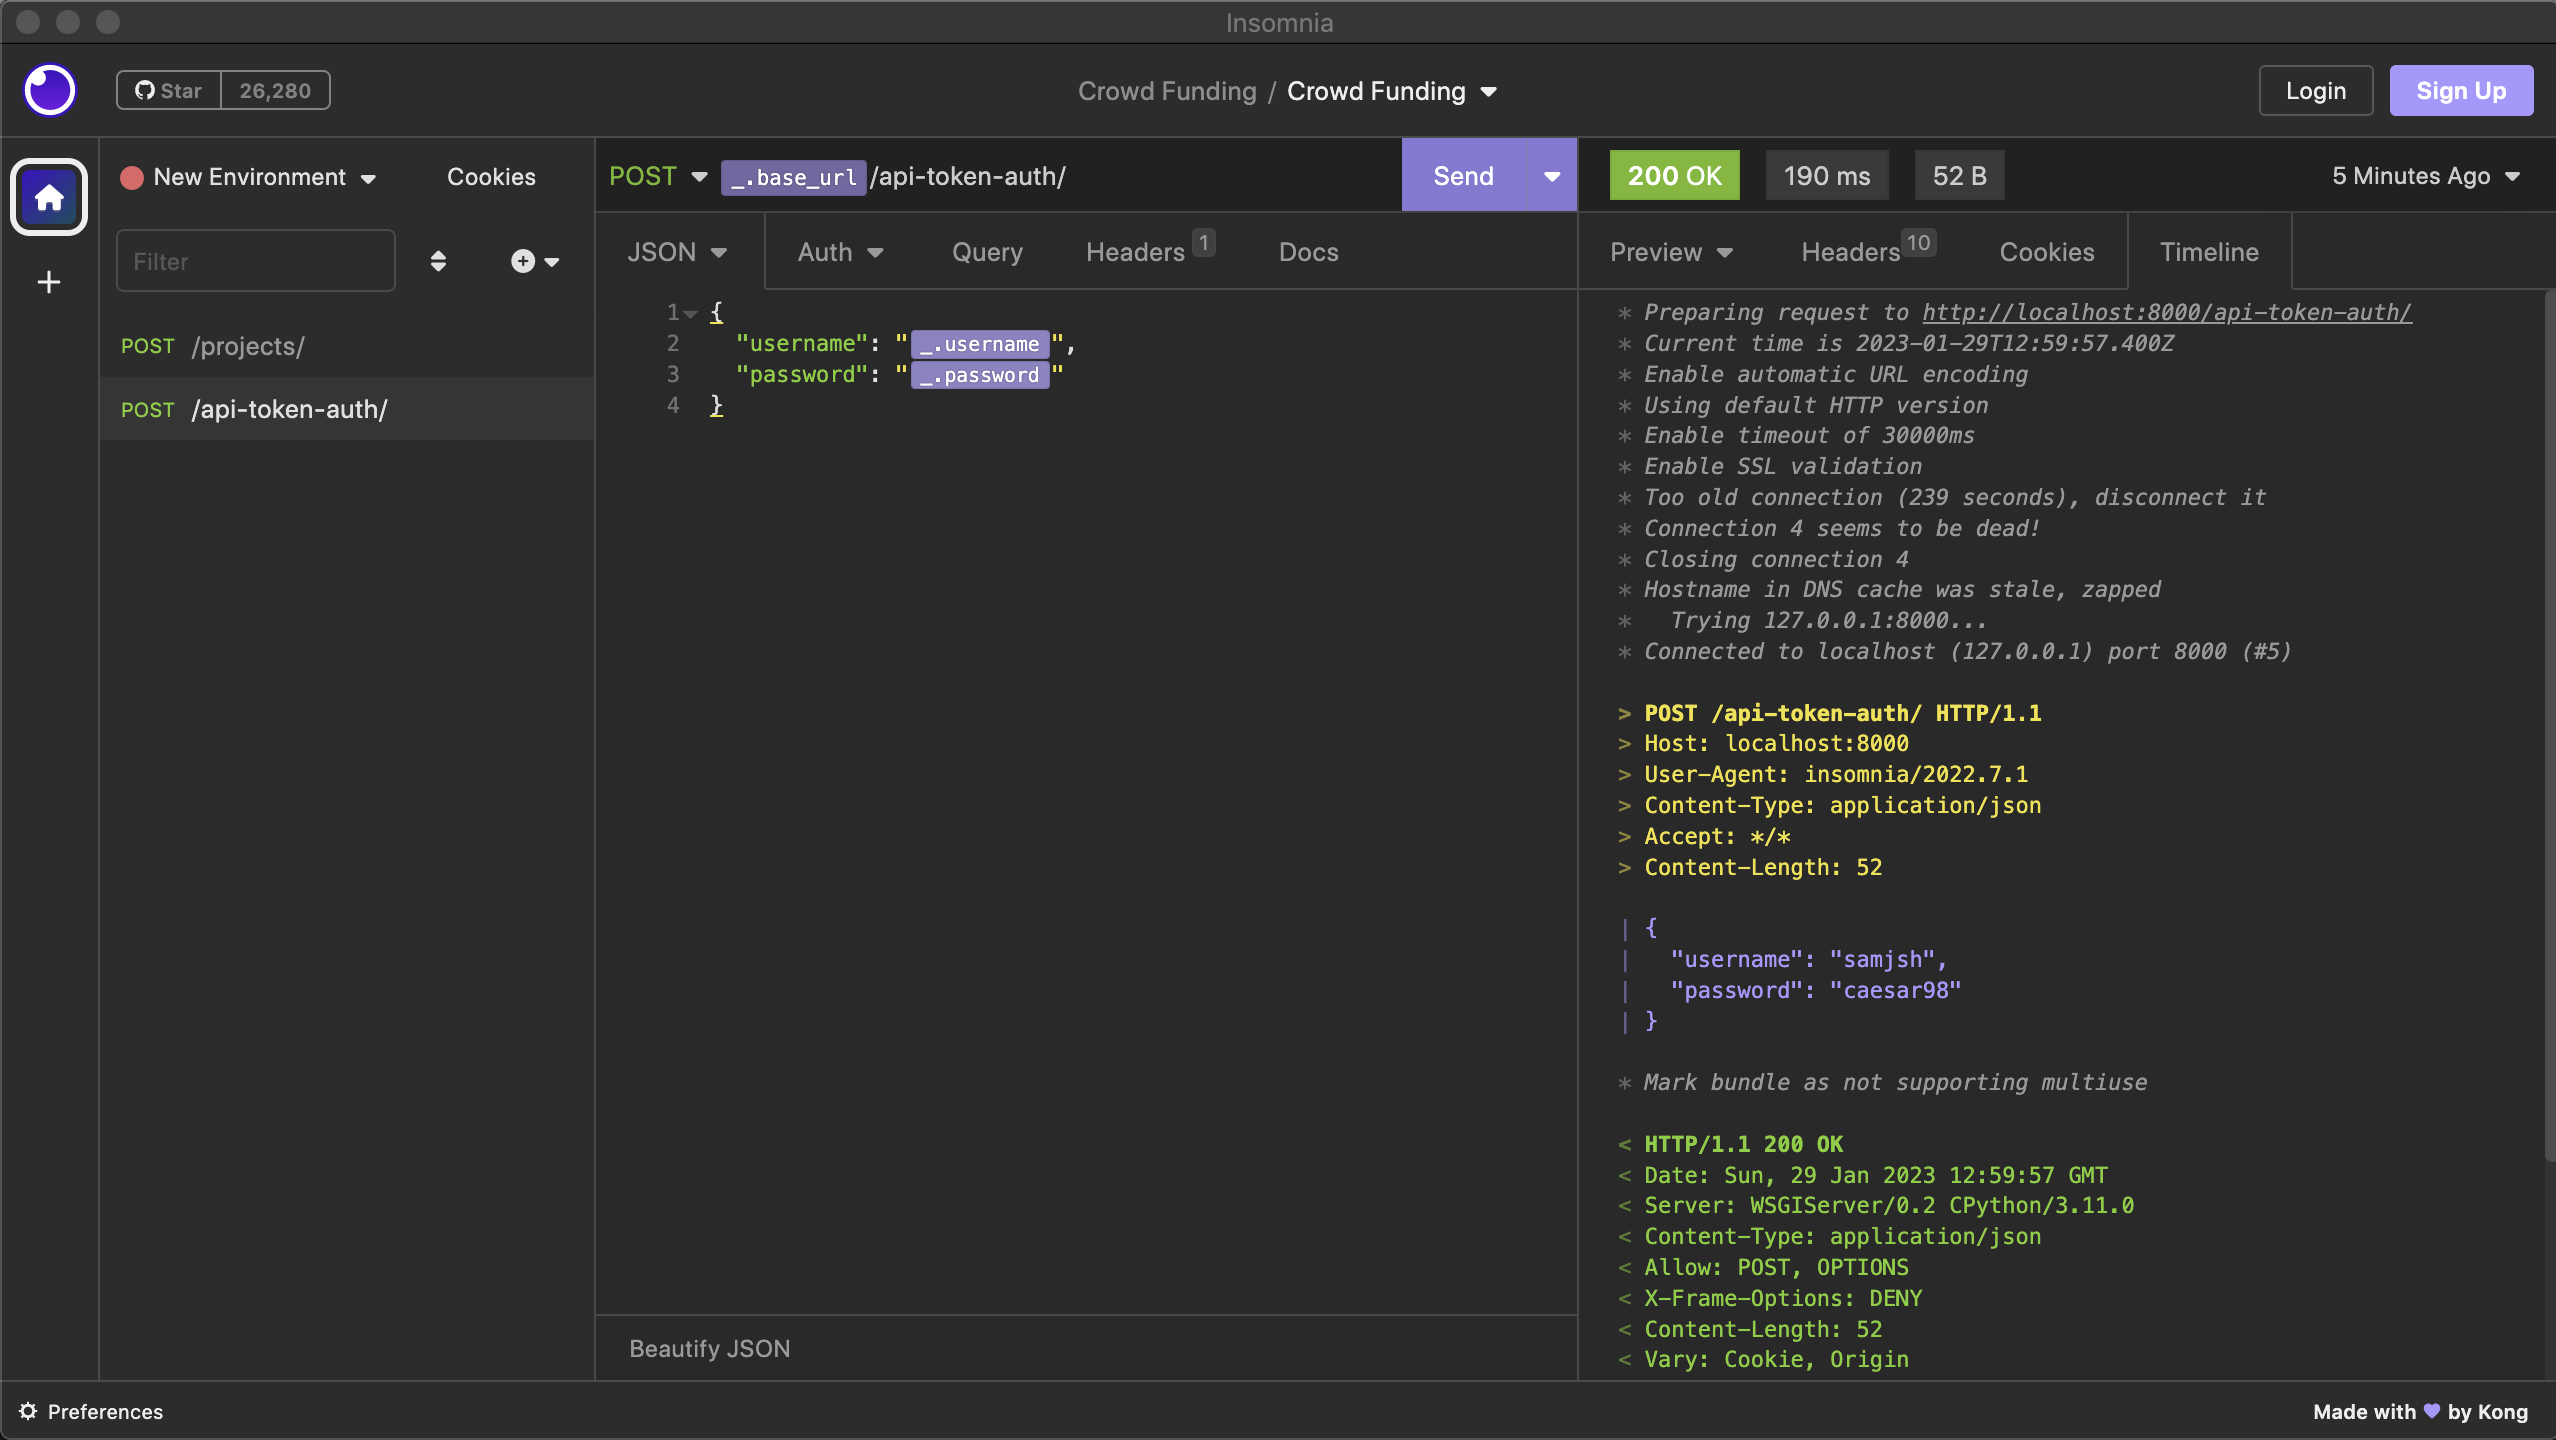 Insomnia
Star 26,280
Crowd Funding / Crowd Funding
Login
Sign Up
New Environment
Cookies
Filter
POST /projects/
POST /api-token-auth/
POST _.base_url /api-token-auth/
Send
JSON Auth Query Headers 1 Docs
1 {
2 "username": " _.username ",
3 "password": " _.password "
4 }
Beautify JSON
200 OK 190 ms 52 B 5 Minutes Ago
Preview Headers 10 Cookies Timeline
* Preparing request to http://localhost:8000/api-token-auth/
* Current time is 2023-01-29T12:59:57.400Z
* Enable automatic URL encoding
* Using default HTTP version
* Enable timeout of 30000ms
* Enable SSL validation
* Too old connection (239 seconds), disconnect it
* Connection 4 seems to be dead!
* Closing connection 4
* Hostname in DNS cache was stale, zapped
*   Trying 127.0.0.1:8000...
* Connected to localhost (127.0.0.1) port 8000 (#5)
> POST /api-token-auth/ HTTP/1.1
> Host: localhost:8000
> User-Agent: insomnia/2022.7.1
> Content-Type: application/json
> Accept: */*
> Content-Length: 52
| {
|   "username": "samjsh",
|   "password": "caesar98"
| }
* Mark bundle as not supporting multiuse
< HTTP/1.1 200 OK
< Date: Sun, 29 Jan 2023 12:59:57 GMT
< Server: WSGIServer/0.2 CPython/3.11.0
< Content-Type: application/json
< Allow: POST, OPTIONS
< X-Frame-Options: DENY
< Content-Length: 52
< Vary: Cookie, Origin
Preferences
Made with 💜 by Kong